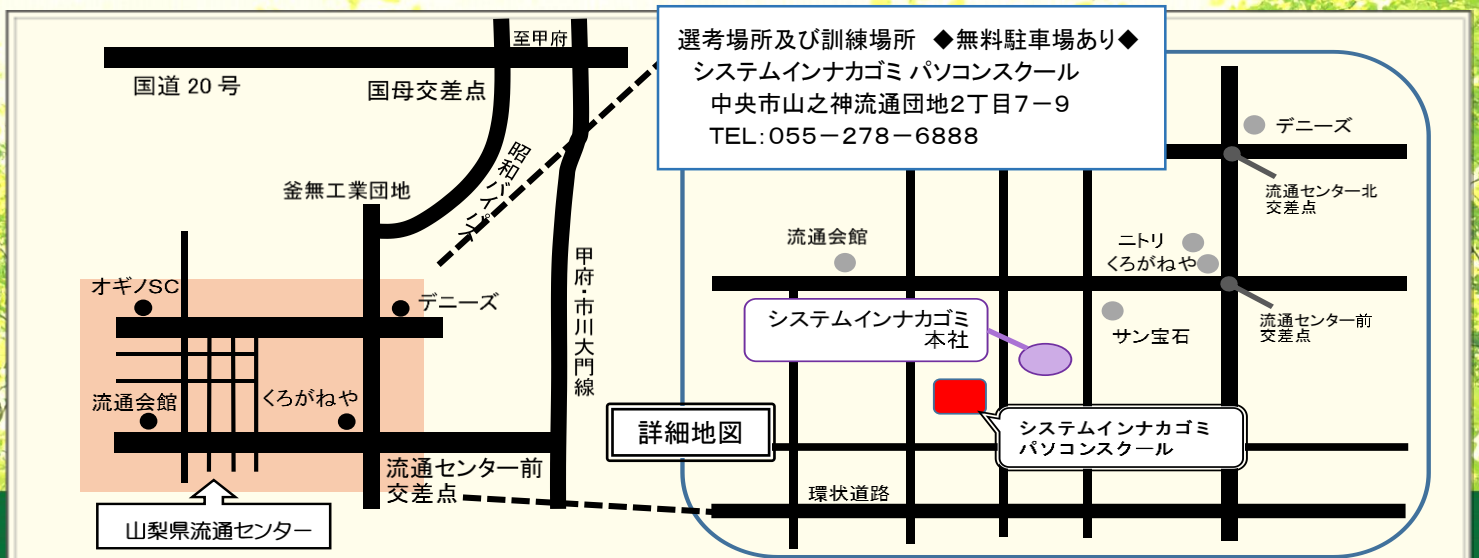 至甲府
国道20号
国母交差点
昭和バイパス
釜無工業団地
甲府・市川大門線
オギノSC
デニーズ
流通会館
くろがねや
流通センター前
交差点
山梨県流通センター
選考場所及び訓練場所 ◆無料駐車場あり◆
システムインナカゴミ パソコンスクール
中央市山之神流通団地2丁目7－9
TEL：055－278－6888
デニーズ
流通センター北
交差点
流通会館
ニトリ
くろがねや
システムインナカゴミ
本社
サン宝石
流通センター前
交差点
詳細地図
システムインナカゴミ
パソコンスクール
環状道路